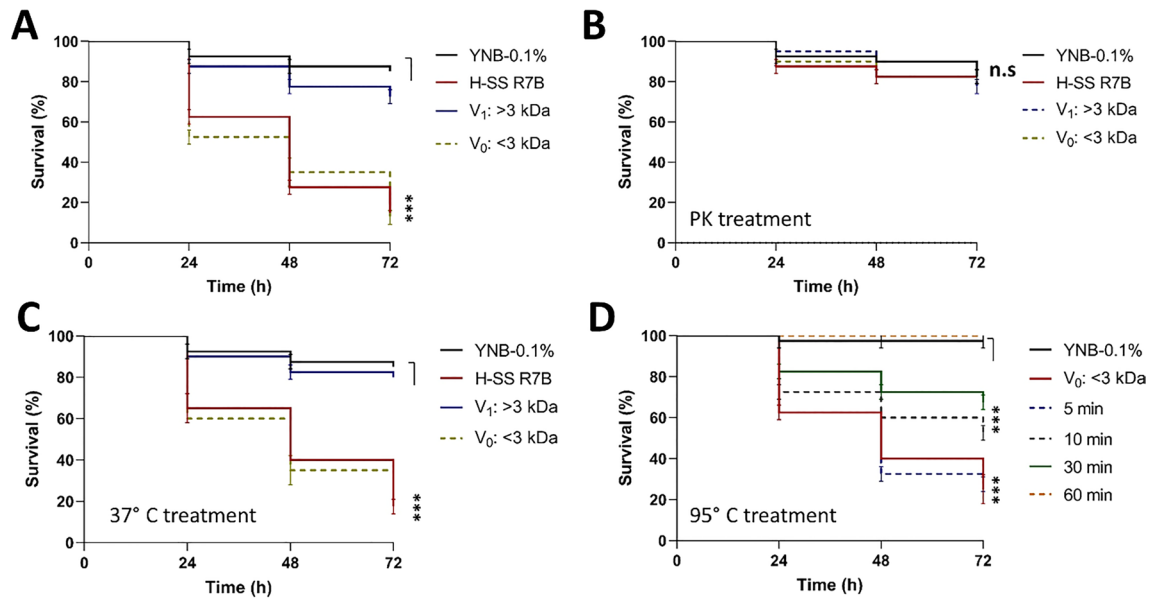 A
Survival (%)
100
80
60
40
20
0
0 24 48 72
Time (h)
***
YNB-0.1%
H-SS R7B
V1: >3 kDa
V0: <3 kDa
B
Survival (%)
100
80
60
40
20
0
PK treatment
0 24 48 72
Time (h)
n.s
YNB-0.1%
H-SS R7B
V1: >3 kDa
V0: <3 kDa
C
Survival (%)
100
80
60
40
20
0
37° C treatment
0 24 48 72
Time (h)
***
YNB-0.1%
H-SS R7B
V1: >3 kDa
V0: <3 kDa
D
Survival (%)
100
80
60
40
20
0
95° C treatment
0 24 48 72
Time (h)
***
***
YNB-0.1%
V0: <3 kDa
5 min
10 min
30 min
60 min